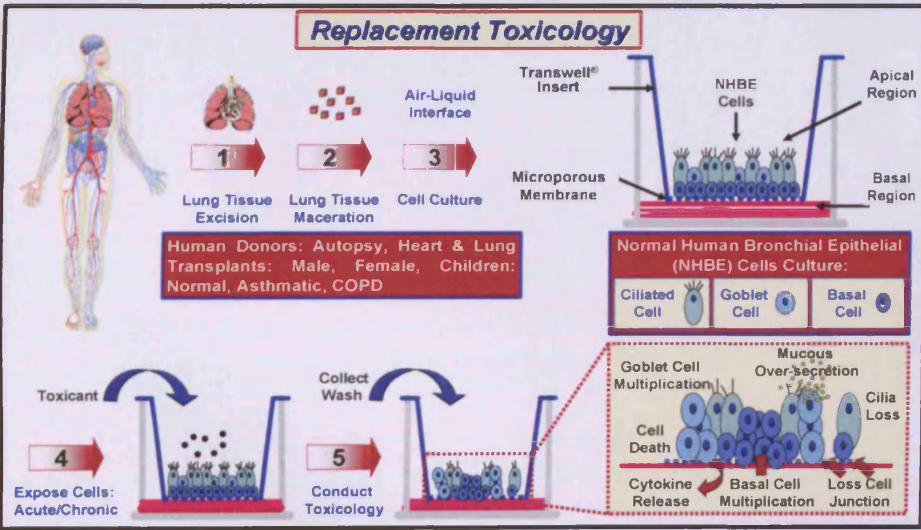 Replacement Toxicology
Transwell®
Insert
NHBE
Cells
Apical
Region
Air-Liquid
Interface
1
2
3
Lung Tissue
Excision
Lung Tissue
Maceration
Cell Culture
Microporous
Membrane
Basal
Region
Human Donors: Autopsy, Heart & Lung
Transplants: Male, Female, Children:
Normal, Asthmatic, COPD
Normal Human Bronchial Epithelial
(NHBE) Cells Culture:
Ciliated
Cell
Goblet
Cell
Basal
Cell
Toxicant
Collect
Wash
4
Expose Cells:
Acute/Chronic
5
Conduct
Toxicology
Goblet Cell
Multiplication
Mucous
Over-secretion
Cilia
Loss
Cell
Death
Cytokine
Release
Basal Cell
Multiplication
Loss Cell
Junction